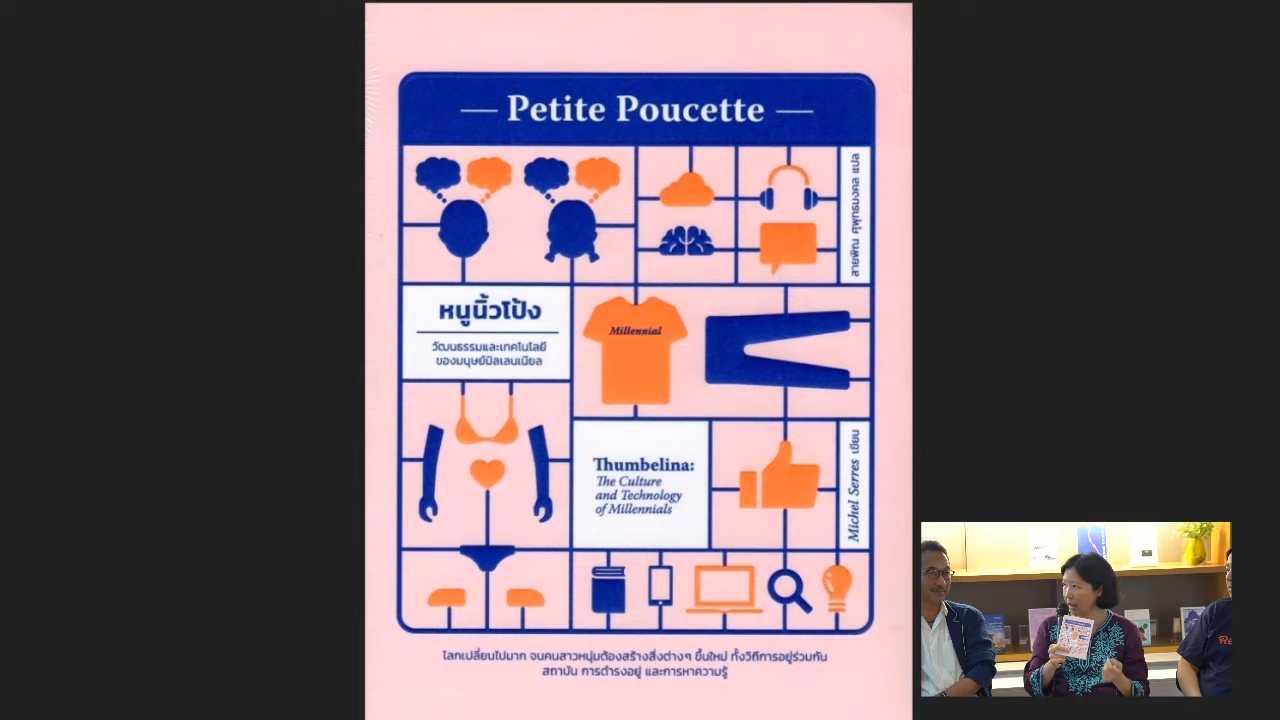 Petite Poucette
สายพิณ ศุพุทธมงคล แปล
หนูนิ้วโป้ง
วัฒนธรรมและเทคโนโลยี
ของมนุษย์มิลเลนเนียล
Millennial
Thumbelina:
The Culture
and Technology
of Millennials
Michel Serres เขียน
โลกเปลี่ยนไปมาก จนคนสาวหนุ่มต้องสร้างสิ่งต่างๆ ขึ้นใหม่ ทั้งวิถีการอยู่ร่วมกัน
สถาบัน การดำรงอยู่ และการหาความรู้